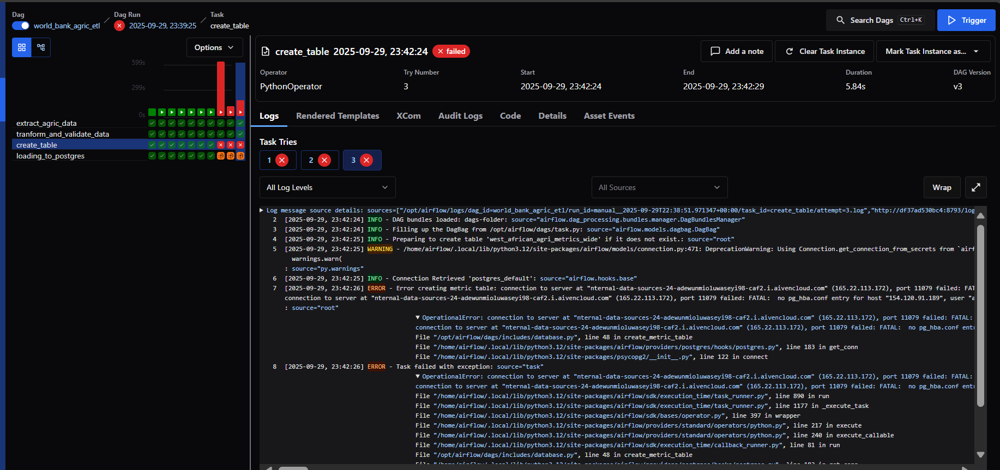 Dag
world_bank_agric_etl
Dag Run
2025-09-29, 23:39:25
Task
create_table
Search Dags Ctrl+K
Trigger
Options
599s
299s
0s
extract_agric_data
tranform_and_validate_data
create_table
loading_to_postgres
create_table 2025-09-29, 23:42:24 failed
Add a note
Clear Task Instance
Mark Task Instance as...
Operator Try Number Start End Duration DAG Version
PythonOperator 3 2025-09-29, 23:42:24 2025-09-29, 23:42:29 5.84s v3
Logs Rendered Templates XCom Audit Logs Code Details Asset Events
Task Tries
1 2 3
All Log Levels All Sources Wrap
Log message source details: sources=["/opt/airflow/logs/dag_id=world_bank_agric_etl/run_id=manual__2025-09-29T22:38:51.971347+00:00/task_id=create_table/attempt=3.log","http://df37ad530bc4:8793/log
2 [2025-09-29, 23:42:24] INFO - DAG bundles loaded: dags-folder: source="airflow.dag_processing.bundles.manager.DagBundlesManager"
3 [2025-09-29, 23:42:24] INFO - Filling up the DagBag from /opt/airflow/dags/task.py: source="airflow.models.dagbag.DagBag"
4 [2025-09-29, 23:42:25] INFO - Preparing to create table 'west_african_agri_metrics_wide' if it does not exist.: source="root"
5 [2025-09-29, 23:42:25] WARNING - /home/airflow/.local/lib/python3.12/site-packages/airflow/models/connection.py:471: DeprecationWarning: Using Connection.get_connection_from_secrets from `airf
warnings.warn(
: source="py.warnings"
6 [2025-09-29, 23:42:25] INFO - Connection Retrieved 'postgres_default': source="airflow.hooks.base"
7 [2025-09-29, 23:42:26] ERROR - Error creating metric table: connection to server at "nternal-data-sources-24-adewunmioluwaseyi98-caf2.i.aivencloud.com" (165.22.113.172), port 11079 failed: FAT
connection to server at "nternal-data-sources-24-adewunmioluwaseyi98-caf2.i.aivencloud.com" (165.22.113.172), port 11079 failed: FATAL:  no pg_hba.conf entry for host "154.120.91.189", user "a
: source="root"
OperationalError: connection to server at "nternal-data-sources-24-adewunmioluwaseyi98-caf2.i.aivencloud.com" (165.22.113.172), port 11079 failed: FATAL:
connection to server at "nternal-data-sources-24-adewunmioluwaseyi98-caf2.i.aivencloud.com" (165.22.113.172), port 11079 failed: FATAL:  no pg_hba.conf entr
File "/opt/airflow/dags/includes/database.py", line 48 in create_metric_table
File "/home/airflow/.local/lib/python3.12/site-packages/airflow/providers/postgres/hooks/postgres.py", line 183 in get_conn
File "/home/airflow/.local/lib/python3.12/site-packages/psycopg2/__init__.py", line 122 in connect
8 [2025-09-29, 23:42:26] ERROR - Task failed with exception: source="task"
OperationalError: connection to server at "nternal-data-sources-24-adewunmioluwaseyi98-caf2.i.aivencloud.com" (165.22.113.172), port 11079 failed: FATAL:
connection to server at "nternal-data-sources-24-adewunmioluwaseyi98-caf2.i.aivencloud.com" (165.22.113.172), port 11079 failed: FATAL:  no pg_hba.conf entr
File "/home/airflow/.local/lib/python3.12/site-packages/airflow/sdk/execution_time/task_runner.py", line 890 in run
File "/home/airflow/.local/lib/python3.12/site-packages/airflow/sdk/execution_time/task_runner.py", line 1177 in _execute_task
File "/home/airflow/.local/lib/python3.12/site-packages/airflow/sdk/bases/operator.py", line 397 in wrapper
File "/home/airflow/.local/lib/python3.12/site-packages/airflow/providers/standard/operators/python.py", line 217 in execute
File "/home/airflow/.local/lib/python3.12/site-packages/airflow/providers/standard/operators/python.py", line 240 in execute_callable
File "/home/airflow/.local/lib/python3.12/site-packages/airflow/sdk/execution_time/callback_runner.py", line 81 in run
File "/opt/airflow/dags/includes/database.py", line 48 in create_metric_table